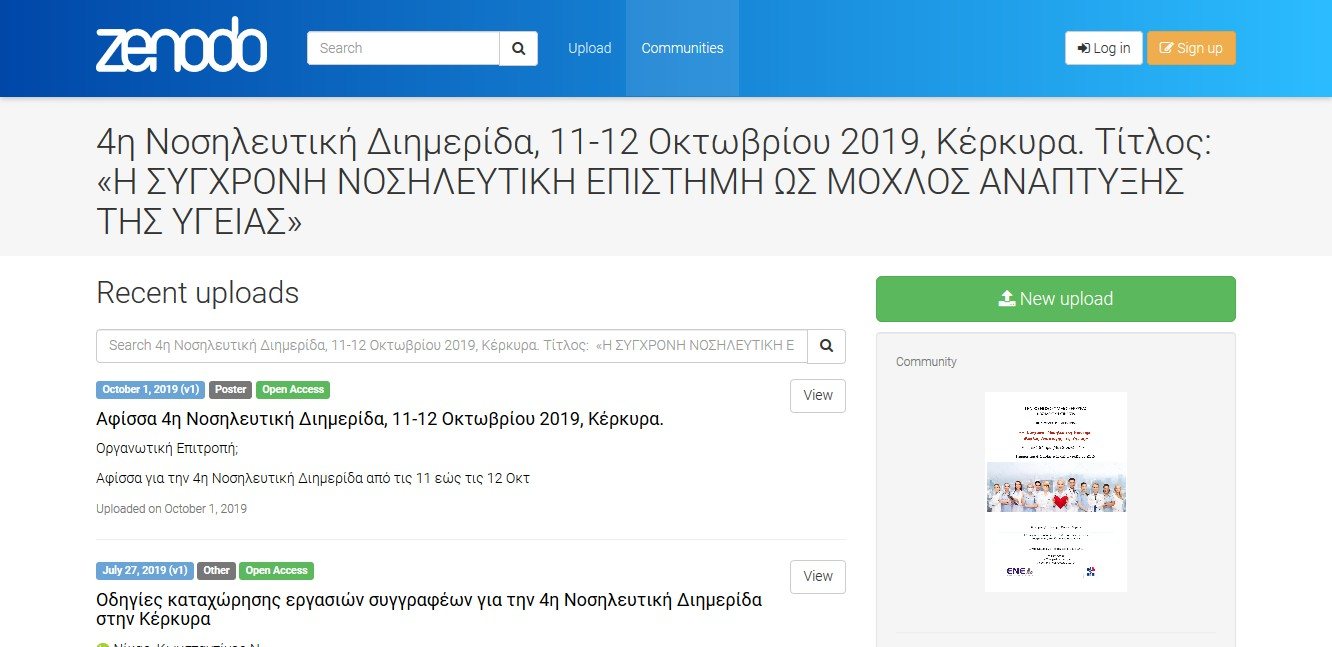 zenodo
Search
Upload
Communities
Log in
Sign up
4η Νοσηλευτική Διημερίδα, 11-12 Οκτωβρίου 2019, Κέρκυρα. Τίτλος:
«Η ΣΥΓΧΡΟΝΗ ΝΟΣΗΛΕΥΤΙΚΗ ΕΠΙΣΤΗΜΗ ΩΣ ΜΟΧΛΟΣ ΑΝΑΠΤΥΞΗΣ
ΤΗΣ ΥΓΕΙΑΣ»
Recent uploads
New upload
Search 4η Νοσηλευτική Διημερίδα, 11-12 Οκτωβρίου 2019, Κέρκυρα. Τίτλος: «Η ΣΥΓΧΡΟΝΗ ΝΟΣΗΛΕΥΤΙΚΗ Ε
Community
October 1, 2019 (v1) Poster Open Access
View
Αφίσσα 4η Νοσηλευτική Διημερίδα, 11-12 Οκτωβρίου 2019, Κέρκυρα.
Οργανωτική Επιτροπή;
Αφίσσα για την 4η Νοσηλευτική Διημερίδα από τις 11 εώς τις 12 Οκτ
Uploaded on October 1, 2019
July 27, 2019 (v1) Other Open Access
View
Οδηγίες καταχώρησης εργασιών συγγραφέων για την 4η Νοσηλευτική Διημερίδα
στην Κέρκυρα
ENE